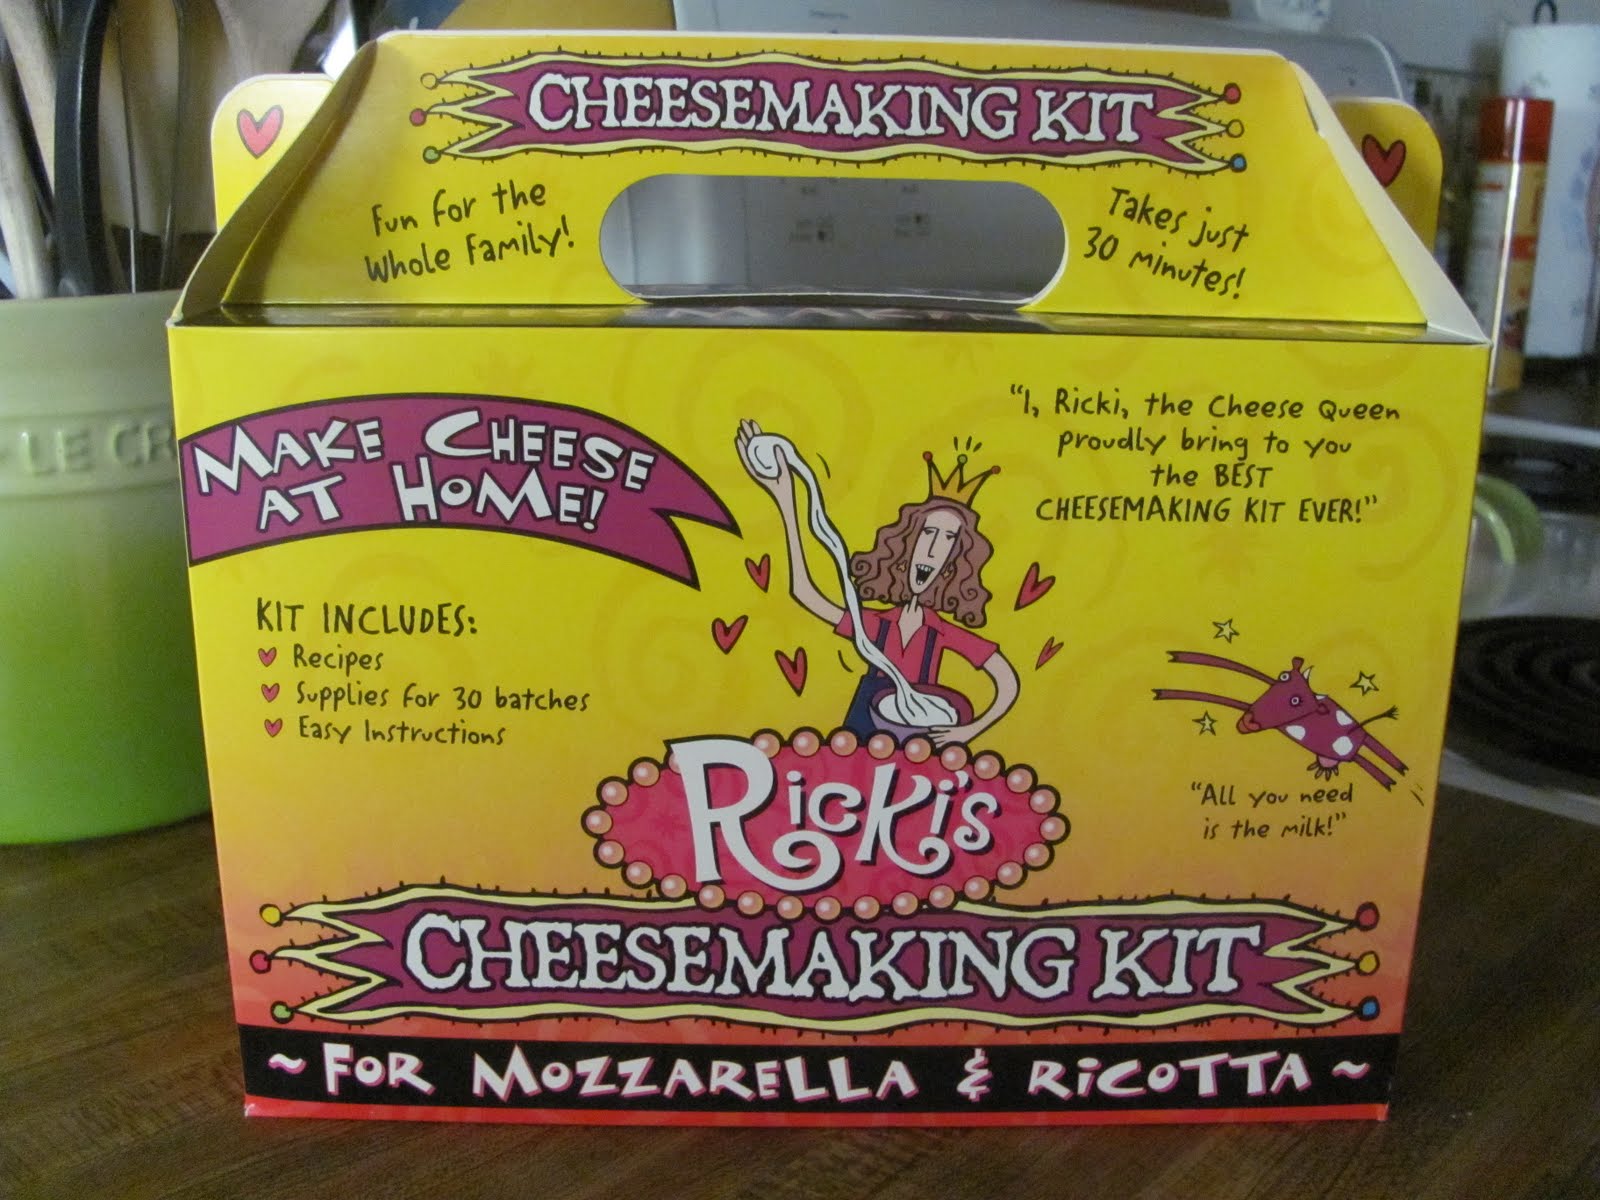 CHEESEMAKING KIT
Fun for the
Whole Family!
Takes just
30 minutes!
MAKE CHEESE
AT HOME!
"I, Ricki, the Cheese Queen
proudly bring to you
the BEST
CHEESEMAKING KIT EVER!"
KIT INCLUDES:
Recipes
Supplies for 30 batches
Easy Instructions
"All you need
is the milk!"
Ricki's
CHEESEMAKING KIT
~ FOR MOZZARELLA & RICOTTA ~
LE CR